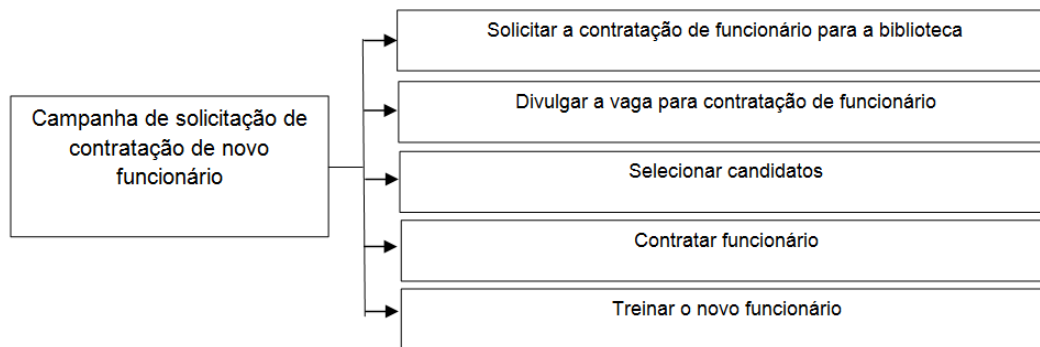 Campanha de solicitação de
contratação de novo
funcionário
Solicitar a contratação de funcionário para a biblioteca
Divulgar a vaga para contratação de funcionário
Selecionar candidatos
Contratar funcionário
Treinar o novo funcionário